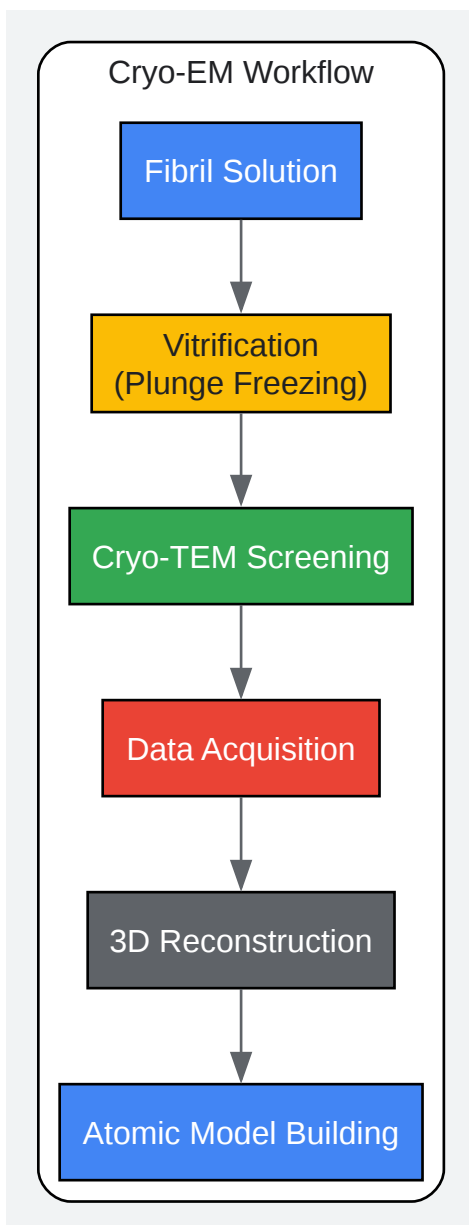 Cryo-EM Workflow
Fibril Solution
Vitrification
(Plunge Freezing)
Cryo-TEM Screening
Data Acquisition
3D Reconstruction
Atomic Model Building